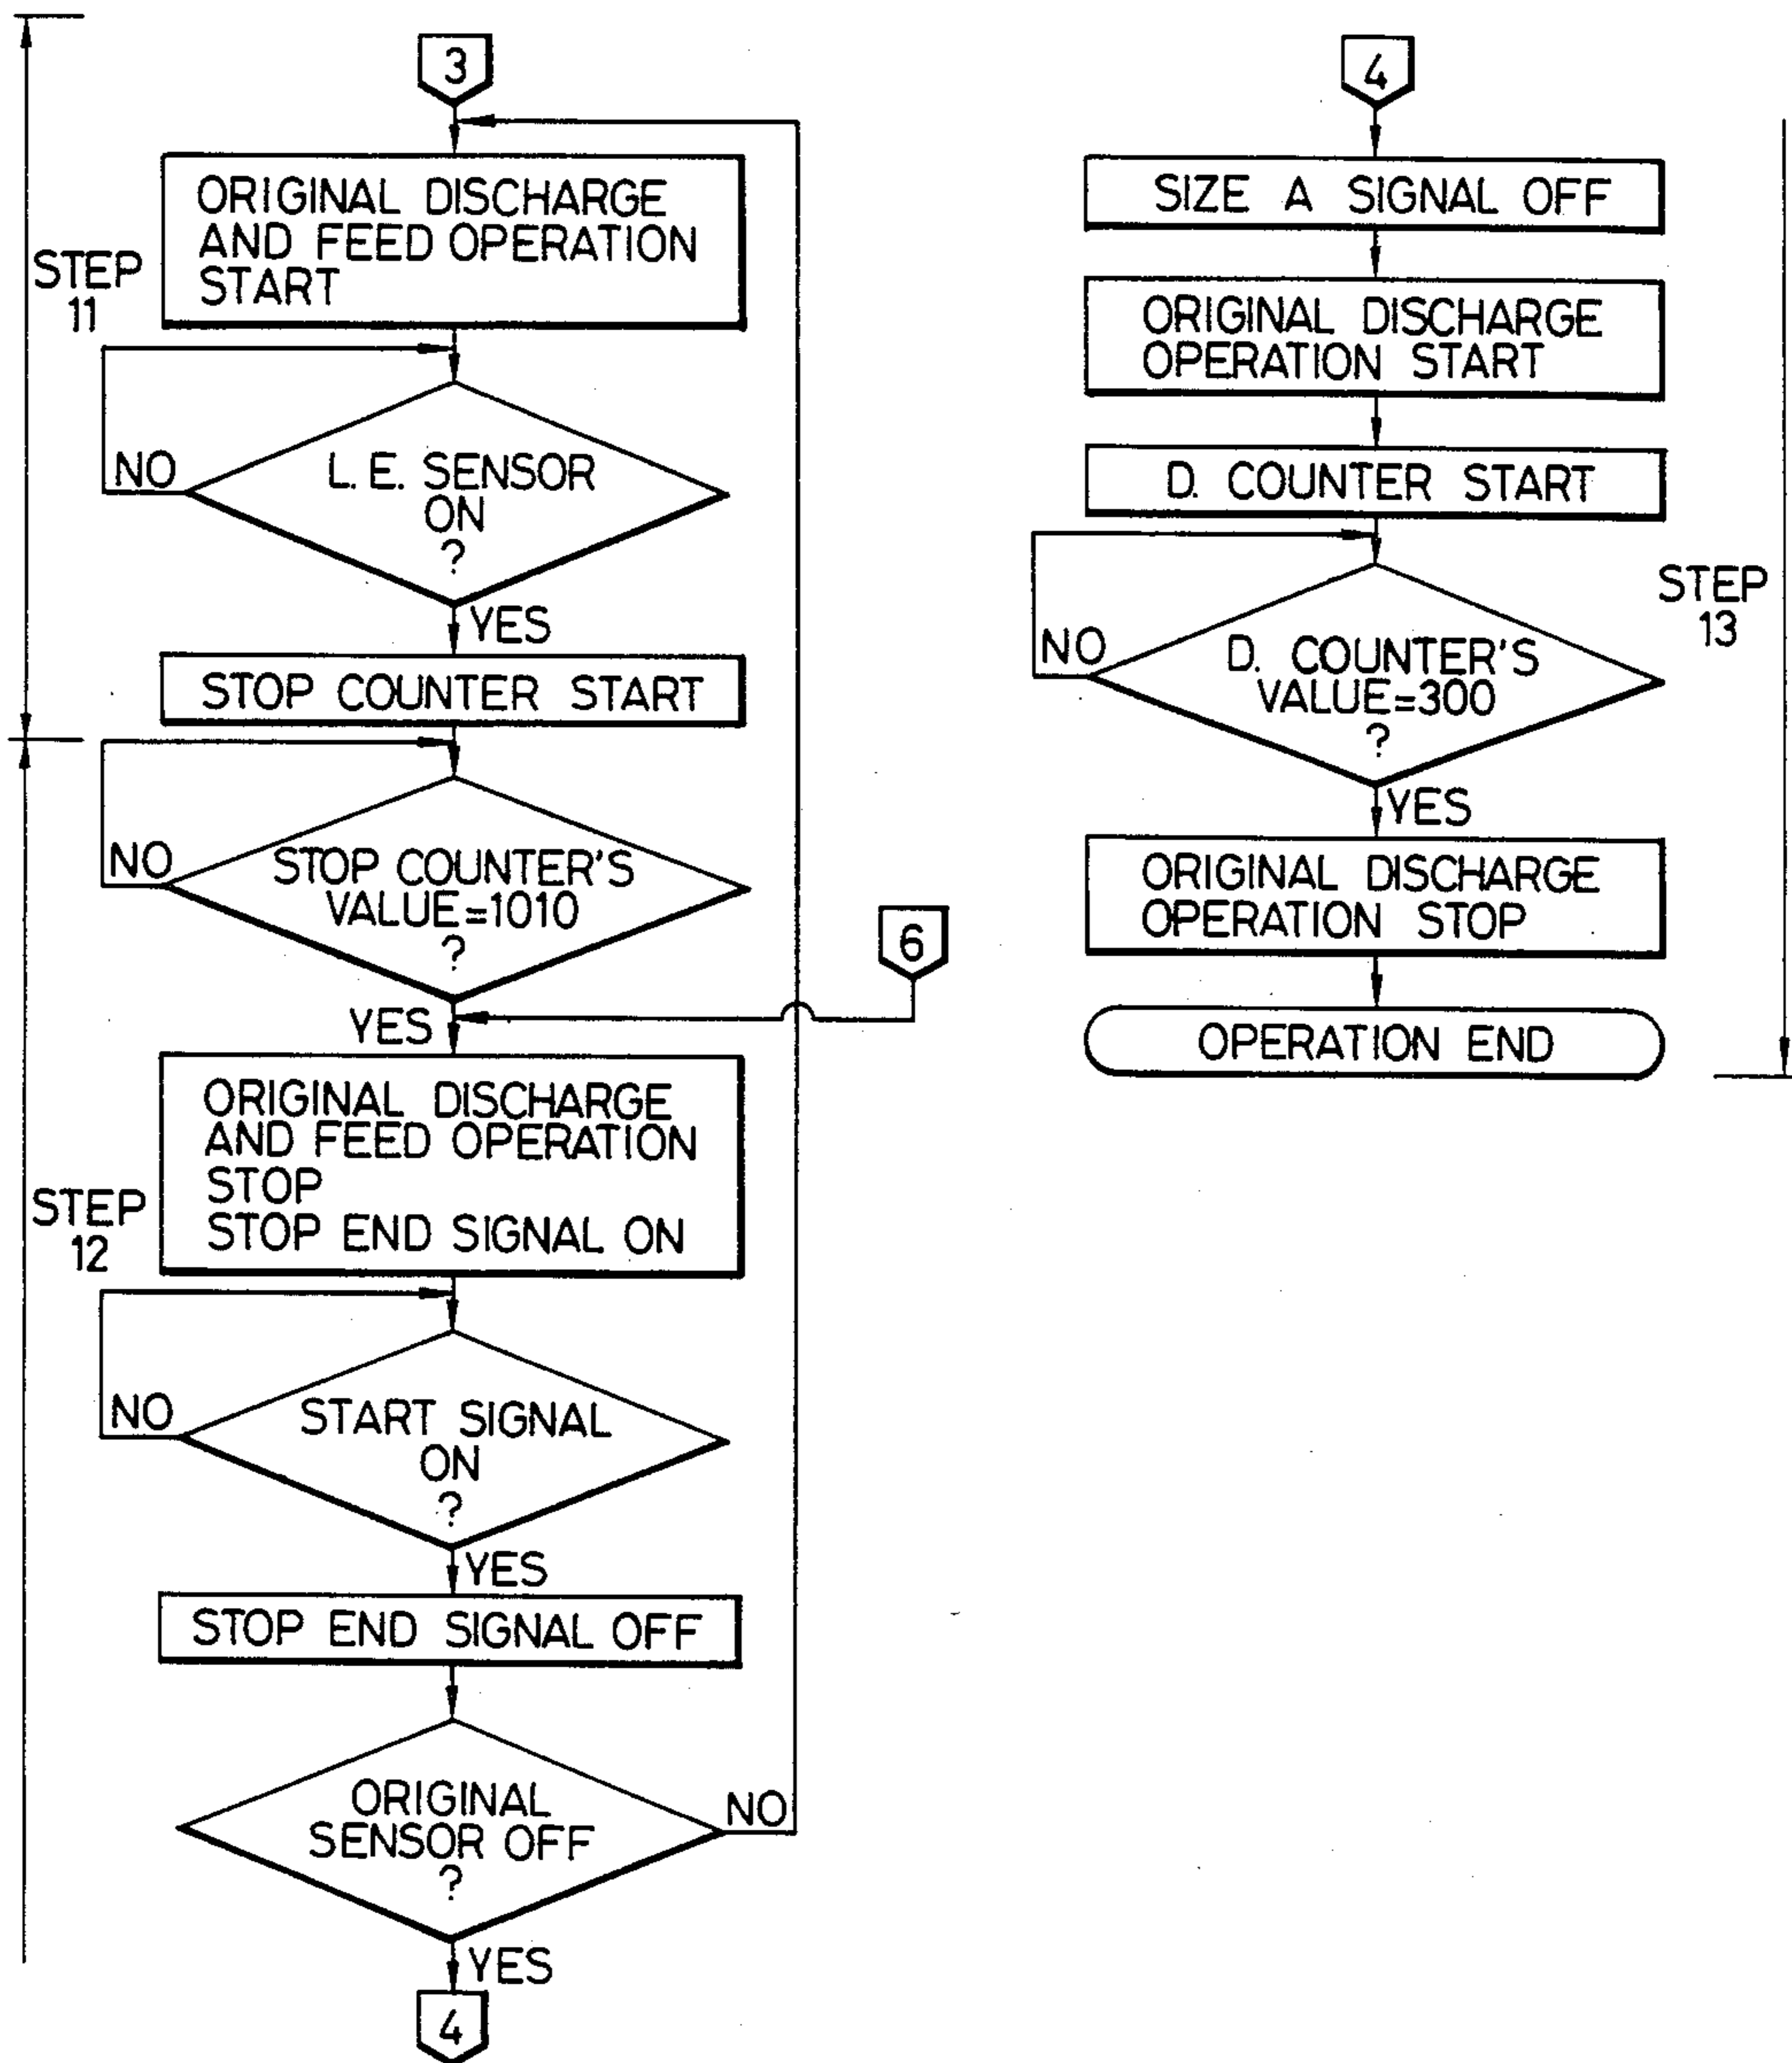 3
ORIGINAL DISCHARGE
AND FEED OPERATION
START
STEP
11
NO
L. E. SENSOR
ON
?
YES
STOP COUNTER START
NO
STOP COUNTER'S
VALUE=1010
?
6
YES
ORIGINAL DISCHARGE
AND FEED OPERATION
STOP
STOP END SIGNAL ON
STEP
12
NO
START SIGNAL
ON
?
YES
STOP END SIGNAL OFF
ORIGINAL
SENSOR OFF
?
NO
YES
4
4
SIZE A SIGNAL OFF
ORIGINAL DISCHARGE
OPERATION START
D. COUNTER START
STEP
13
NO
D. COUNTER'S
VALUE=300
?
YES
ORIGINAL DISCHARGE
OPERATION STOP
OPERATION END